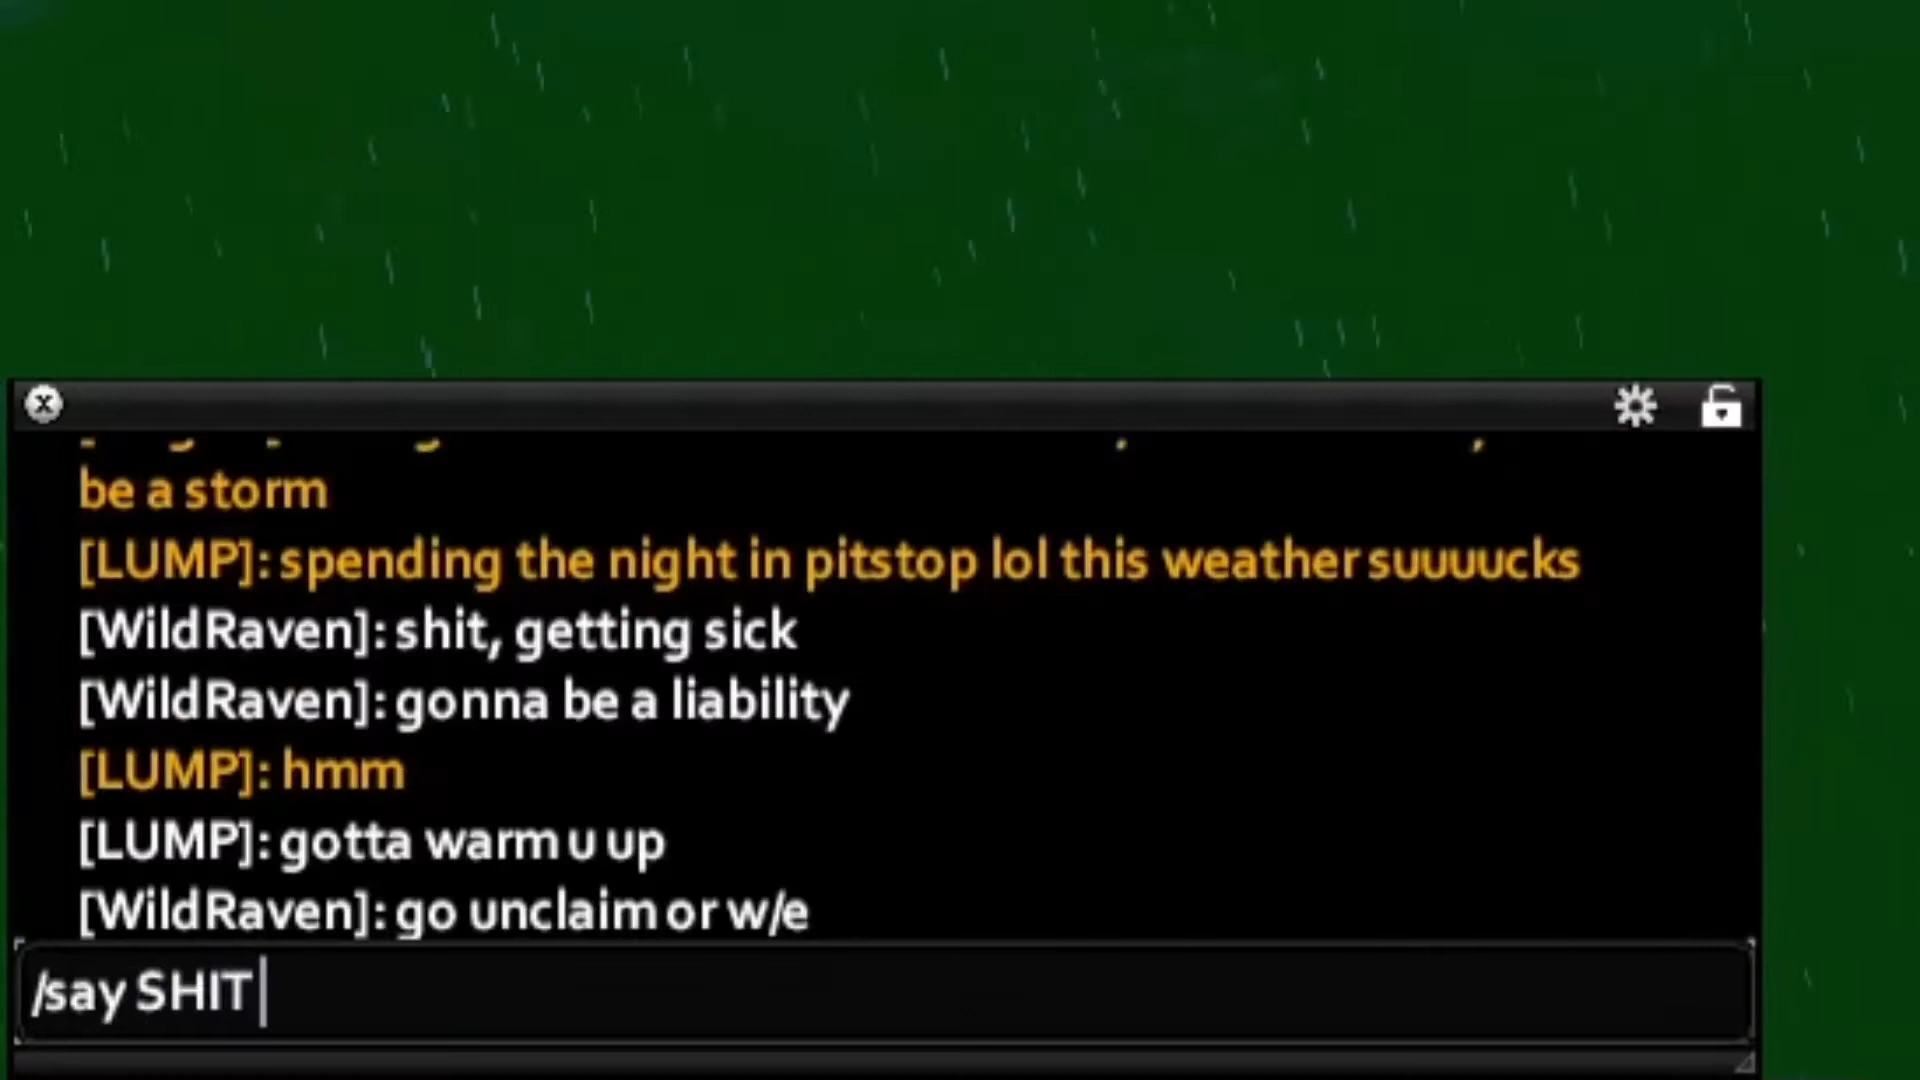 be a storm
[LUMP]: spending the night in pitstop lol this weather suuuucks
[WildRaven]: shit, getting sick
[WildRaven]: gonna be a liability
[LUMP]: hmm
[LUMP]: gotta warm u up
[WildRaven]: go unclaim or w/e
/say SHIT